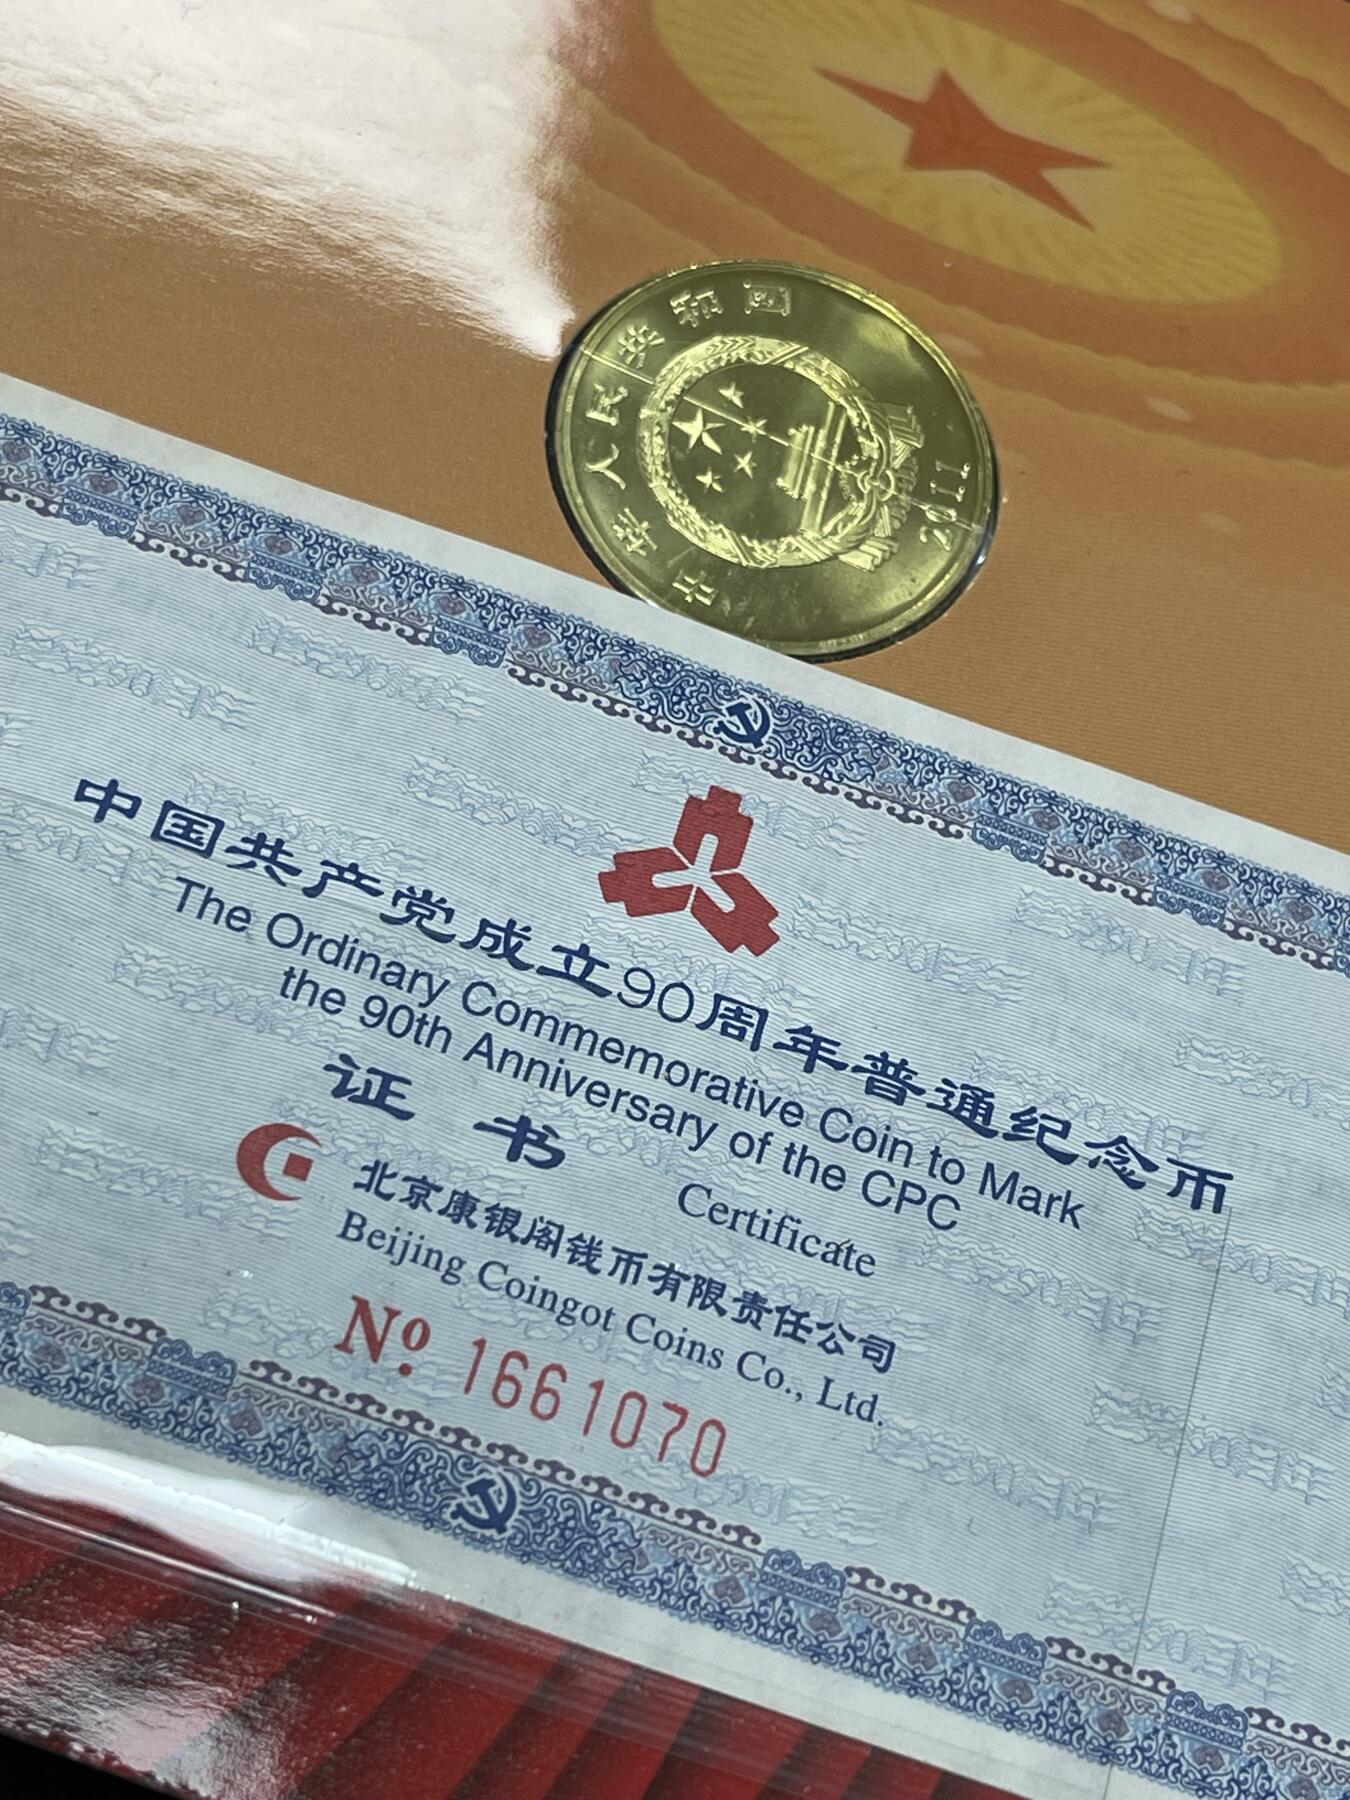 中华人民共和国
2011
中国共产党成立90周年普通纪念币
The Ordinary Commemorative Coin to Mark
the 90th Anniversary of the CPC
证 书 Certificate
北京康银阁钱币有限责任公司
Beijing Coingot Coins Co., Ltd.
Nº 1661070